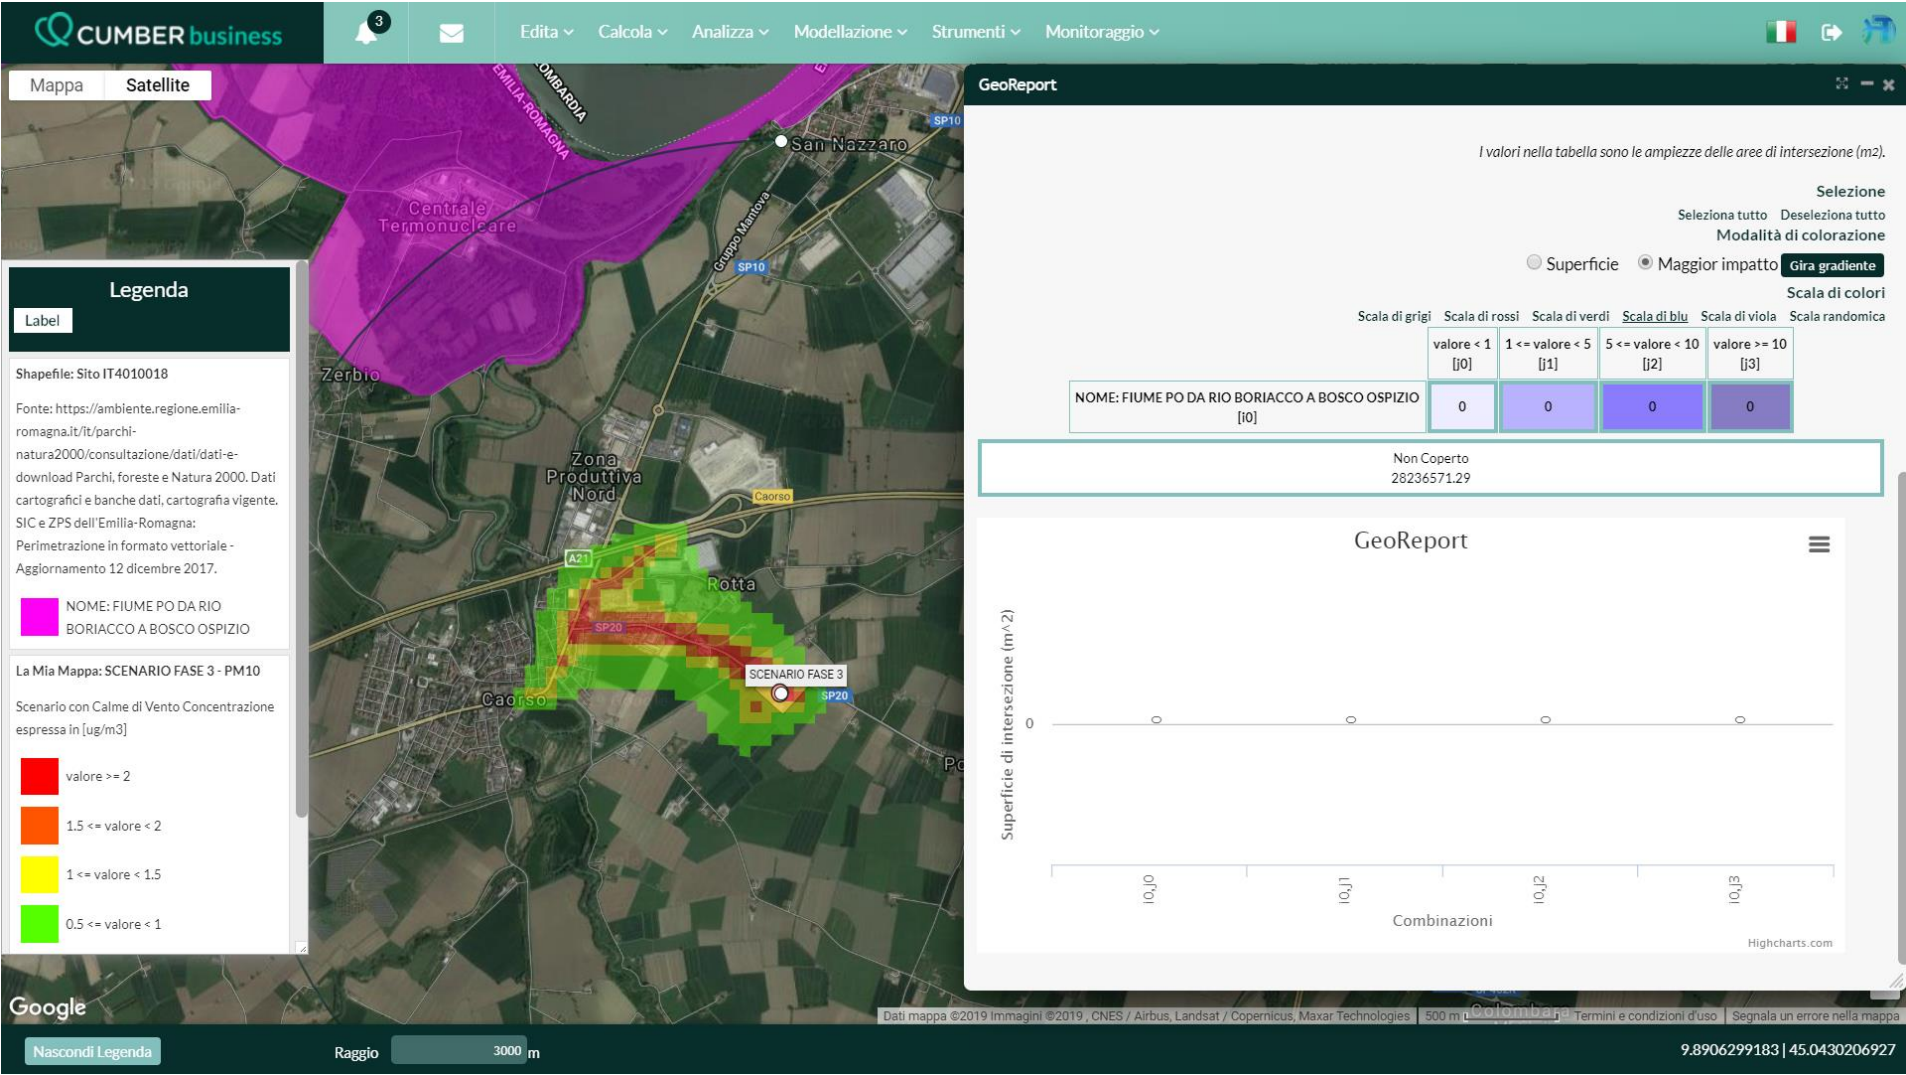 CUMBER business
3
Edita
Calcola
Analizza
Modellazione
Strumenti
Monitoraggio
Mappa
Satellite
EMILIA-ROMAGNA
LOMBARDIA
San Nazzaro
SP10
Centrale
Termonucleare
Gruppo Mantova
SP10
Zerbio
Zona
Produttiva
Nord
Caorso
A21
Rotta
SP20
SCENARIO FASE 3
SP20
Caorso
Legenda
Label
Shapefile: Sito IT4010018
Fonte: https://ambiente.regione.emilia-
romagna.it/it/parchi-
natura2000/consultazione/dati/dati-e-
download Parchi, foreste e Natura 2000. Dati
cartografici e banche dati, cartografia vigente.
SIC e ZPS dell'Emilia-Romagna:
Perimetrazione in formato vettoriale -
Aggiornamento 12 dicembre 2017.
NOME: FIUME PO DA RIO
BORIACCO A BOSCO OSPIZIO
La Mia Mappa: SCENARIO FASE 3 - PM10
Scenario con Calme di Vento Concentrazione
espressa in [ug/m3]
valore >= 2
1.5 <= valore < 2
1 <= valore < 1.5
0.5 <= valore < 1
GeoReport
I valori nella tabella sono le ampiezze delle aree di intersezione (m2).
Selezione
Seleziona tutto Deseleziona tutto
Modalità di colorazione
Superficie Maggior impatto Gira gradiente
Scala di colori
Scala di grigi Scala di rossi Scala di verdi Scala di blu Scala di viola Scala randomica
valore < 1 1 <= valore < 5 5 <= valore < 10 valore >= 10
[j0] [j1] [j2] [j3]
NOME: FIUME PO DA RIO BORIACCO A BOSCO OSPIZIO
[i0]
0 0 0 0
Non Coperto
28236571.29
GeoReport
Superficie di intersezione (m^2)
0
0 0 0 0
i0,j0 i0,j1 i0,j2 i0,j3
Combinazioni
Highcharts.com
Google
Dati mappa ©2019 Immagini ©2019 , CNES / Airbus, Landsat / Copernicus, Maxar Technologies
500 m
Colombara
Termini e condizioni d'uso
Segnala un errore nella mappa
Nascondi Legenda
Raggio 3000 m
9.8906299183 | 45.0430206927